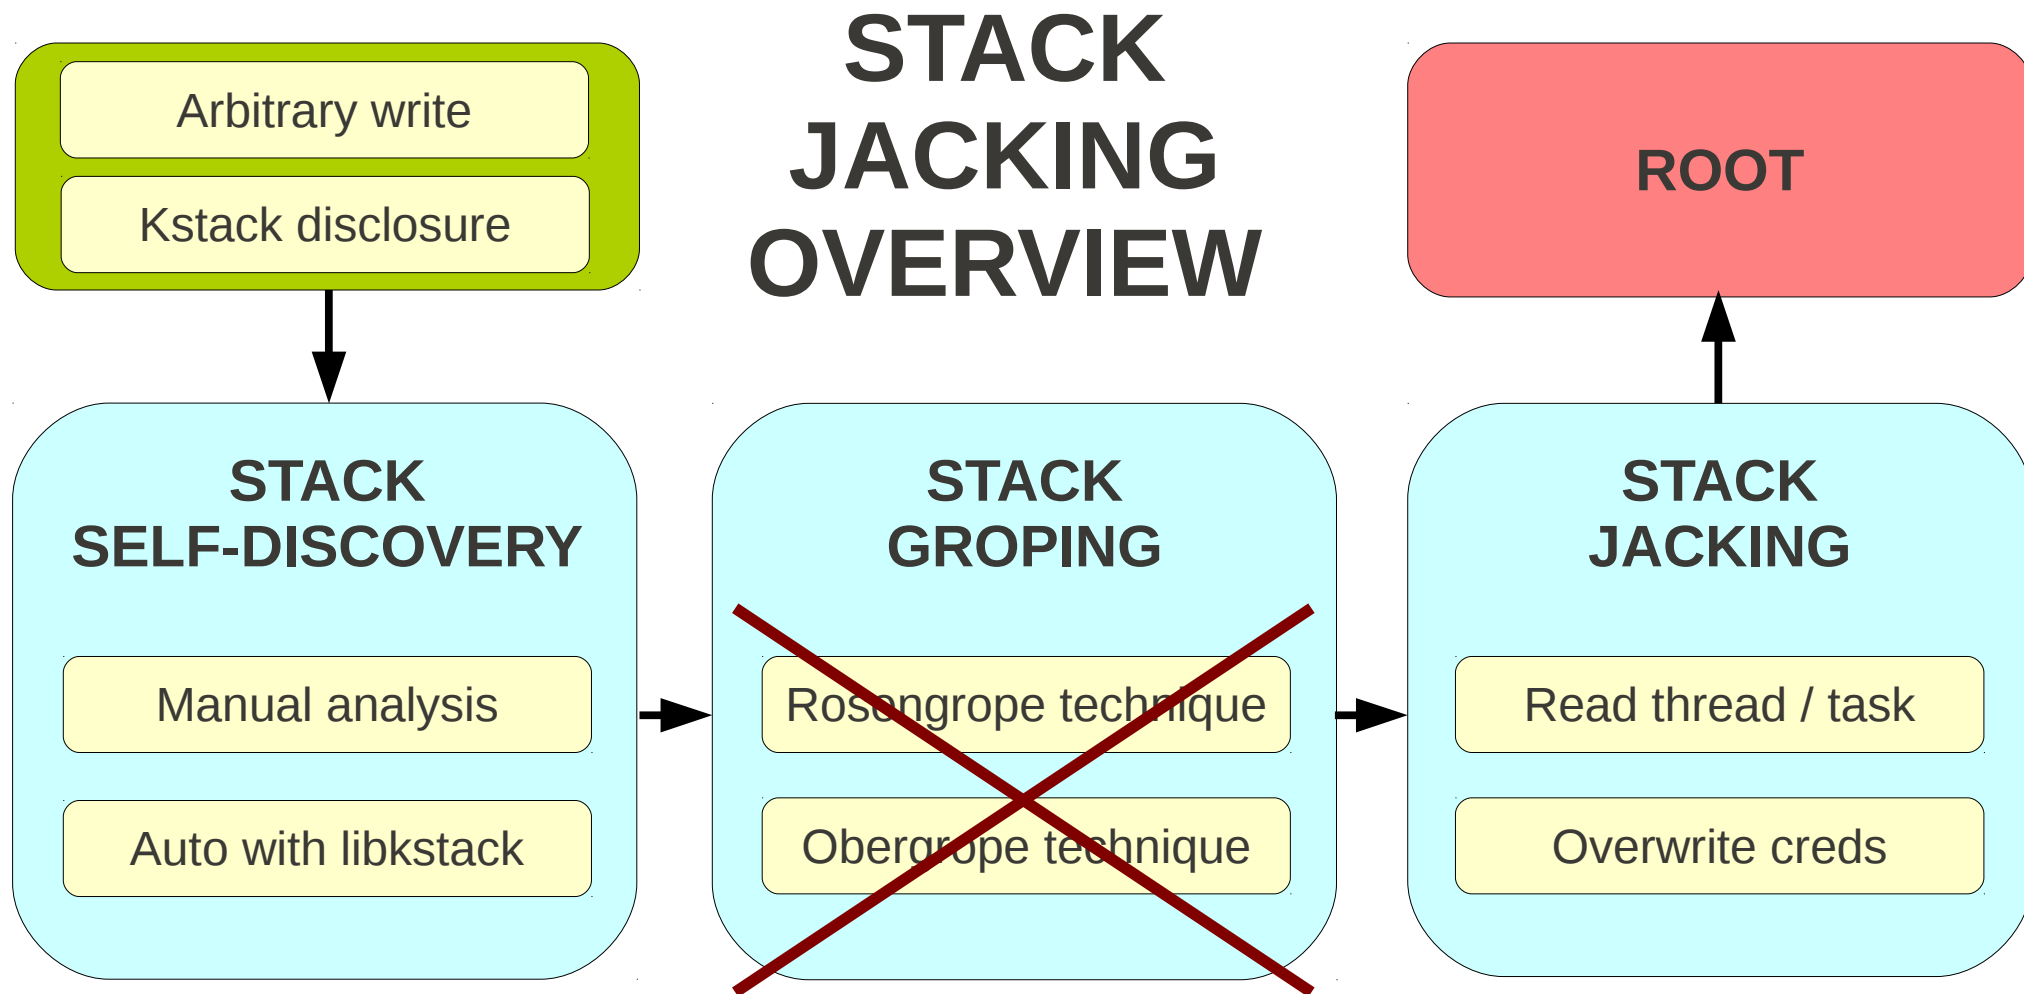 STACK
JACKING
OVERVIEW
Arbitrary write
Kstack disclosure
ROOT
STACK
SELF-DISCOVERY
Manual analysis
Auto with libkstack
STACK
GROPING
Rosengrope technique
Obergrope technique
STACK
JACKING
Read thread / task
Overwrite creds